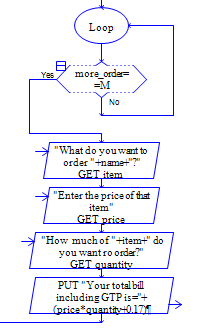 Loop
more_order=
=M
Yes
No
"What do you want to
order "+name+"?"
GET item
"Enter the price of that
item"
GET price
"How much of "+item+" do
you want ro order?"
GET quantity
PUT "Your total bill
including GTP is="+
(price*quantity+0.17)¶